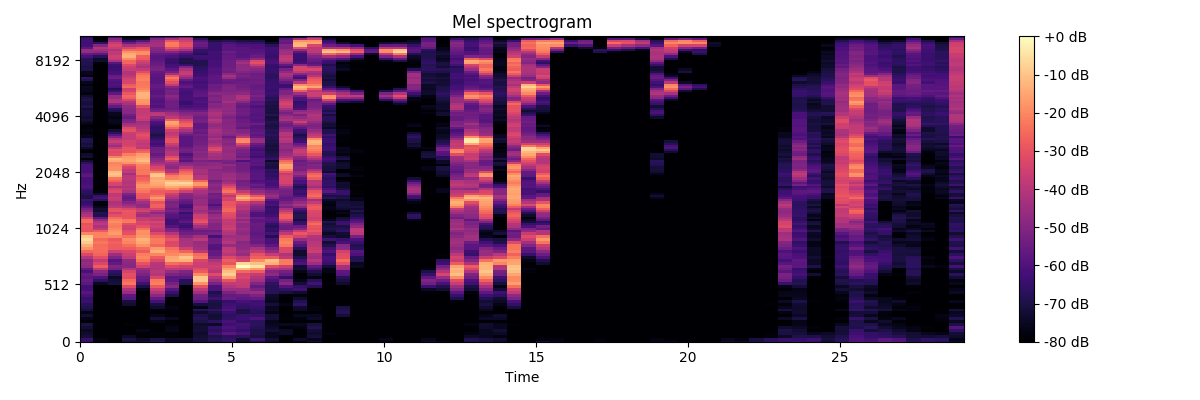 Mel spectrogram
8192
4096
2048
1024
512
0
Hz
0 5 10 15 20 25
Time
+0 dB
-10 dB
-20 dB
-30 dB
-40 dB
-50 dB
-60 dB
-70 dB
-80 dB